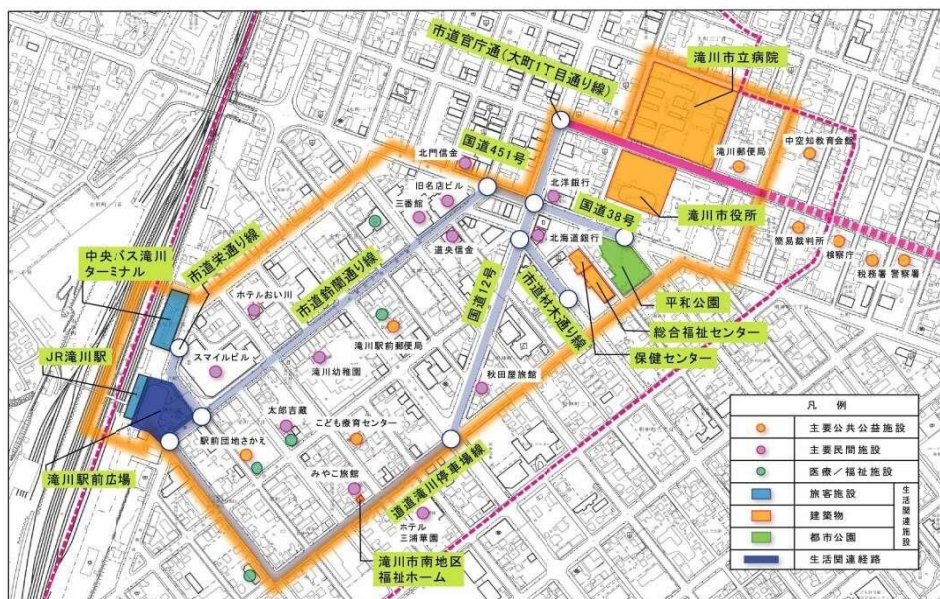 市道官庁通(大町1丁目通り線)
滝川市立病院
国道451号
北門信金
滝川郵便局
中空知教育会館
旧名店ビル
三番館
北洋銀行
国道38号
滝川市役所
道央信金
北海道銀行
簡易裁判所
検察庁
税務署
警察署
中央バス滝川
ターミナル
市道栄通り線
市道鈴蘭通り線
国道12号
市道材木通り線
平和公園
総合福祉センター
保健センター
ホテルおい川
滝川駅前郵便局
JR滝川駅
スマイルビル
滝川幼稚園
秋田屋旅館
太郎吉蔵
こども療育センター
駅前団地さかえ
みやこ旅館
滝川駅前広場
道道滝川停車場線
ホテル
三浦華園
滝川市南地区
福祉ホーム
凡例
主要公共公益施設
主要民間施設
医療/福祉施設
旅客施設
建築物
都市公園
生活関連施設
生活関連経路